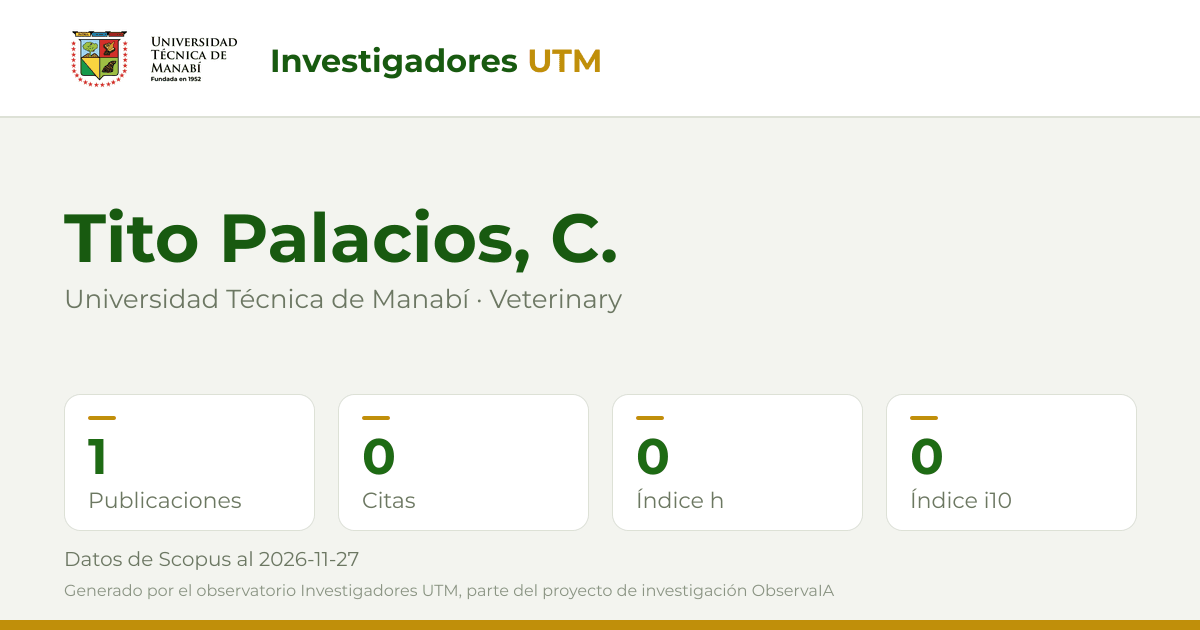 UNIVERSIDAD
TÉCNICA DE
MANABÍ
Fundada en 1952
Investigadores UTM
Tito Palacios, C.
Universidad Técnica de Manabí · Veterinary
1
Publicaciones
0
Citas
0
Índice h
0
Índice i10
Datos de Scopus al 2026-11-27
Generado por el observatorio Investigadores UTM, parte del proyecto de investigación ObservaIA